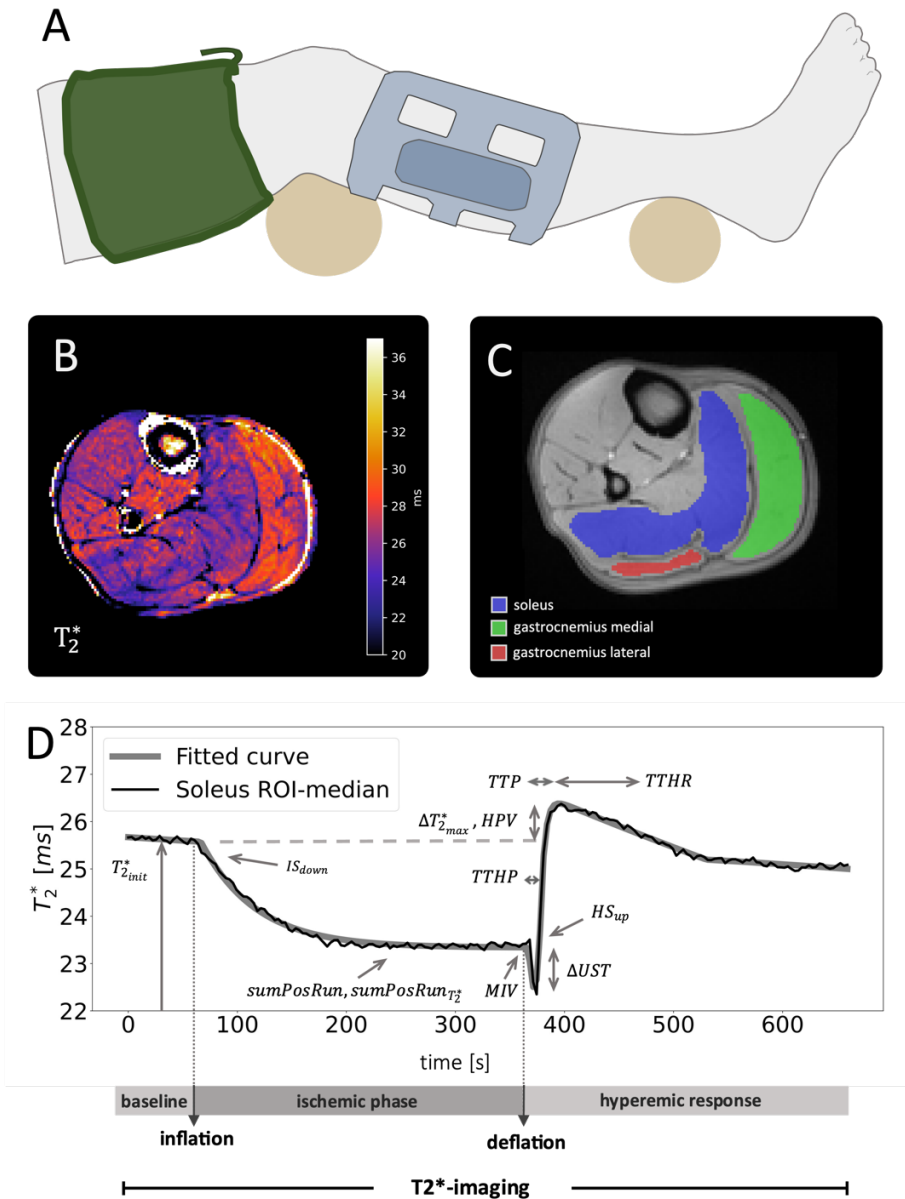 A
B
36
34
32
30
28
26
24
22
20
ms
T₂*
C
soleus
gastrocnemius medial
gastrocnemius lateral
D
Fitted curve
Soleus ROI-median
28
27
26
25
24
23
22
T₂* [ms]
TTP
TTHR
ΔT₂*ₘₐₓ, HPV
T₂*ᵢₙᵢₜ
IS_down
TTHP
HS_up
ΔUST
sumPosRun, sumPosRun_T₂*
MIV
0
100
200
300
400
500
600
time [s]
baseline
ischemic phase
hyperemic response
inflation
deflation
T2*-imaging